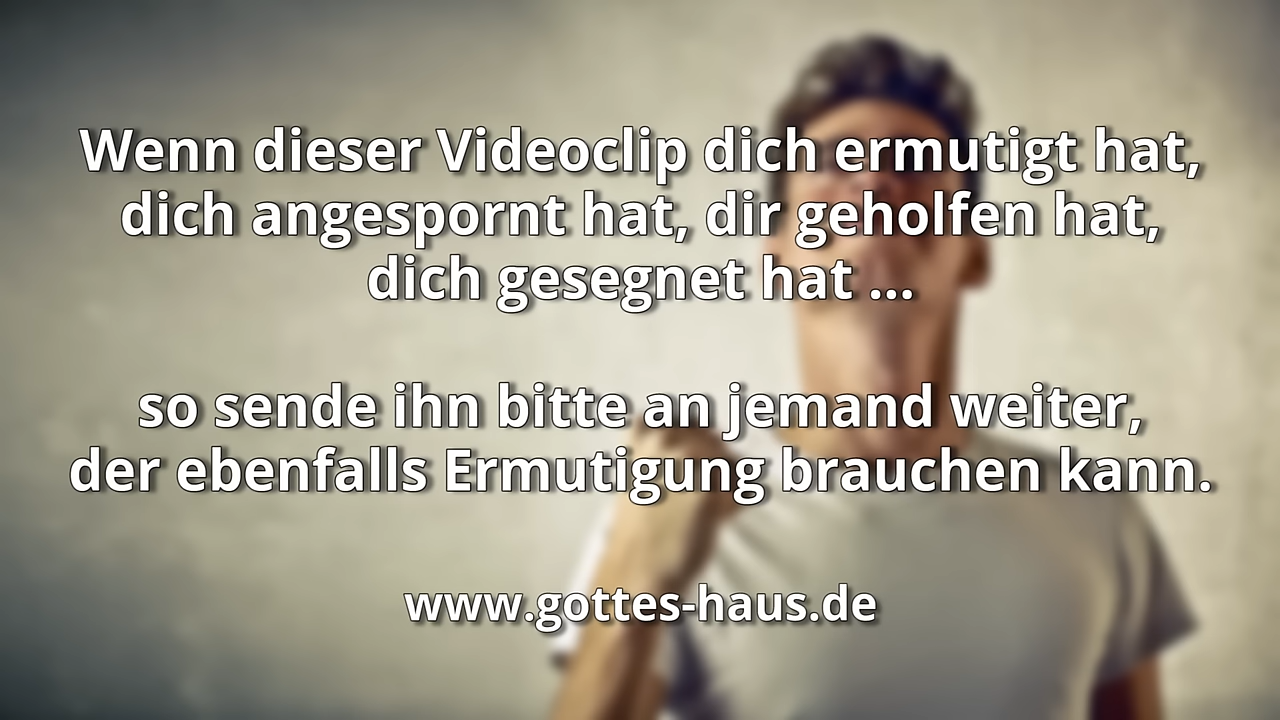 Wenn dieser Videoclip dich ermutigt hat,
dich angespornt hat, dir geholfen hat,
dich gesegnet hat ...
so sende ihn bitte an jemand weiter,
der ebenfalls Ermutigung brauchen kann.
www.gottes-haus.de